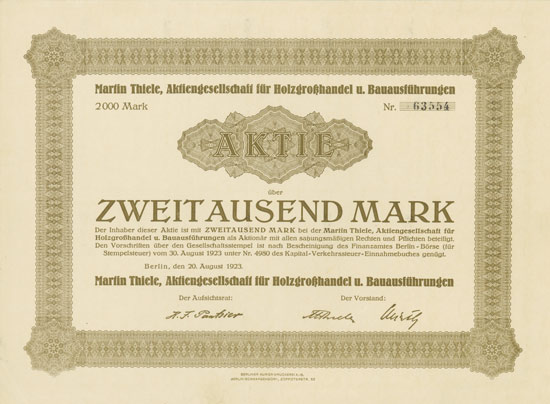 Martin Thiele, Aktiengesellschaft für Holzgroßhandel u. Bauausführungen
2000 Mark Nr. 63554
AKTIE
über
ZWEITAUSEND MARK
Der Inhaber dieser Aktie ist mit ZWEITAUSEND MARK bei der Martin Thiele, Aktiengesellschaft für
Holzgroßhandel u. Bauausführungen als Aktionär mit allen satzungsmäßigen Rechten und Pflichten beteiligt.
Den Vorschriften über den Gesellschaftsstempel ist nach Bescheinigung des Finanzamtes Berlin-Börse (für
Stempelsteuer) vom 30. August 1923 unter Nr. 4980 des Kapital-Verkehrssteuer-Einnahmebuches genügt.
Berlin, den 20. August 1923.
Martin Thiele, Aktiengesellschaft für Holzgroßhandel u. Bauausführungen
Der Aufsichtsrat: Der Vorstand: